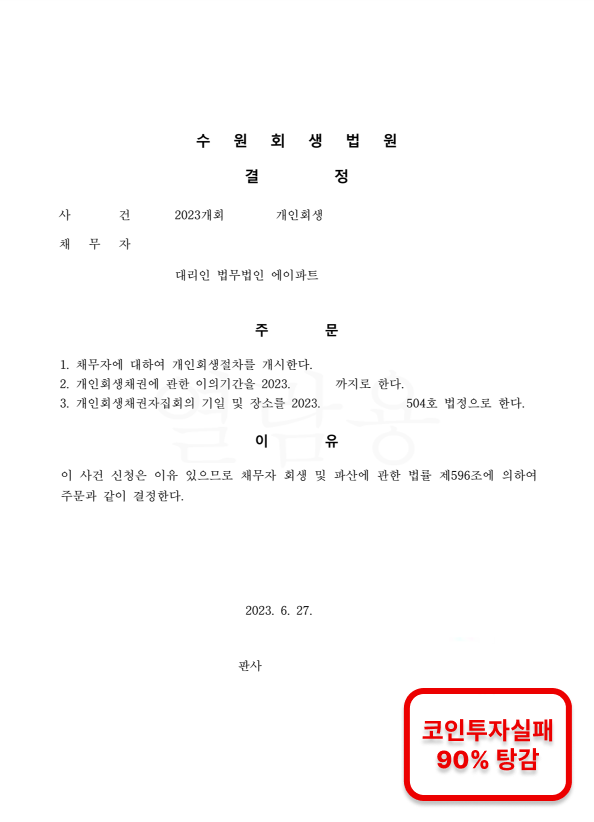 수 원 회 생 법 원
결 정
사 건 2023개회 개인회생
채 무 자
대리인 법무법인 에이파트
주 문
1. 채무자에 대하여 개인회생절차를 개시한다.
2. 개인회생채권에 관한 이의기간을 2023. 까지로 한다.
3. 개인회생채권자집회의 기일 및 장소를 2023. 504호 법정으로 한다.
이 유
이 사건 신청은 이유 있으므로 채무자 회생 및 파산에 관한 법률 제596조에 의하여
주문과 같이 결정한다.
2023. 6. 27.
판사
코인투자실패
90% 탕감